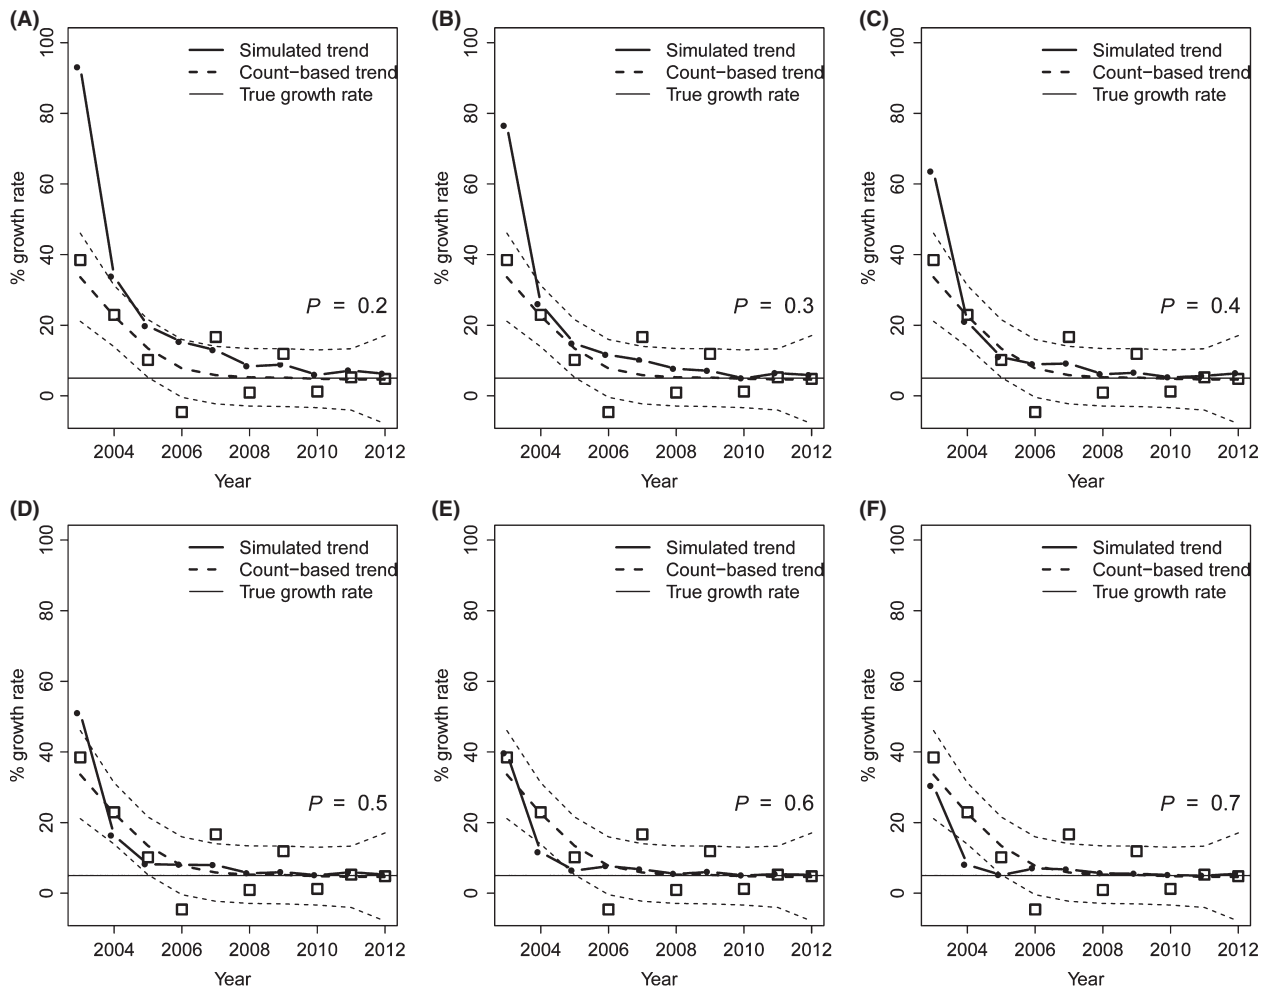 (A)
% growth rate
0 20 40 60 80 100
Simulated trend
Count−based trend
True growth rate
P = 0.2
2004 2006 2008 2010 2012
Year
(B)
% growth rate
0 20 40 60 80 100
Simulated trend
Count−based trend
True growth rate
P = 0.3
2004 2006 2008 2010 2012
Year
(C)
% growth rate
0 20 40 60 80 100
Simulated trend
Count−based trend
True growth rate
P = 0.4
2004 2006 2008 2010 2012
Year
(D)
% growth rate
0 20 40 60 80 100
Simulated trend
Count−based trend
True growth rate
P = 0.5
2004 2006 2008 2010 2012
Year
(E)
% growth rate
0 20 40 60 80 100
Simulated trend
Count−based trend
True growth rate
P = 0.6
2004 2006 2008 2010 2012
Year
(F)
% growth rate
0 20 40 60 80 100
Simulated trend
Count−based trend
True growth rate
P = 0.7
2004 2006 2008 2010 2012
Year